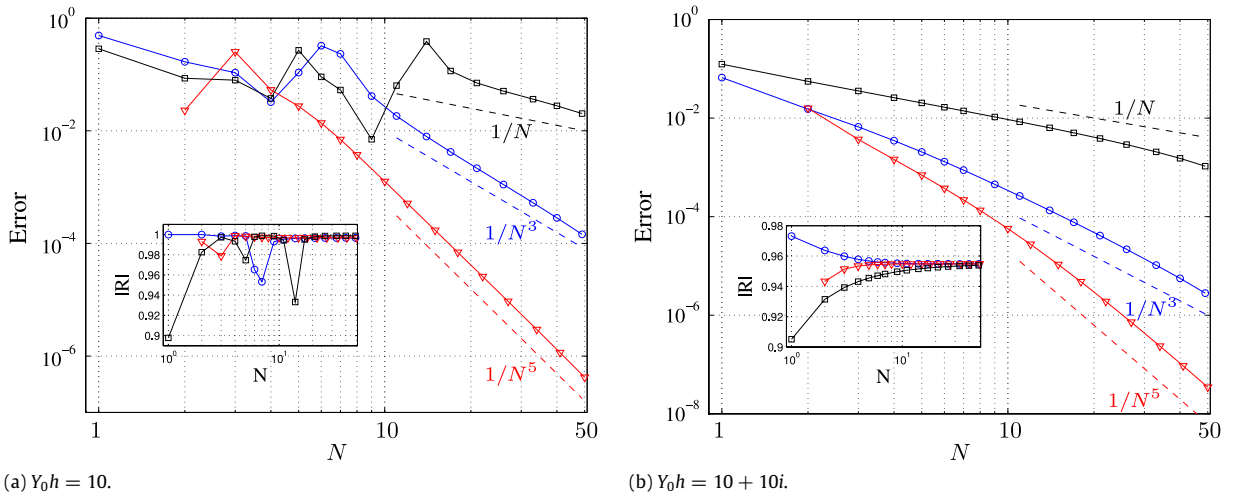 10^0
10^-2
10^-4
10^-6
Error
1/N
1/N^3
1/N^5
1
0.98
0.96
0.94
0.92
0.9
|R|
10^0
10^1
N
1
10
50
N
(a) Y_0h = 10.
10^0
10^-2
10^-4
10^-6
10^-8
Error
1/N
1/N^3
1/N^5
0.98
0.96
0.94
0.92
0.9
|R|
10^0
10^1
N
1
10
50
N
(b) Y_0h = 10 + 10i.